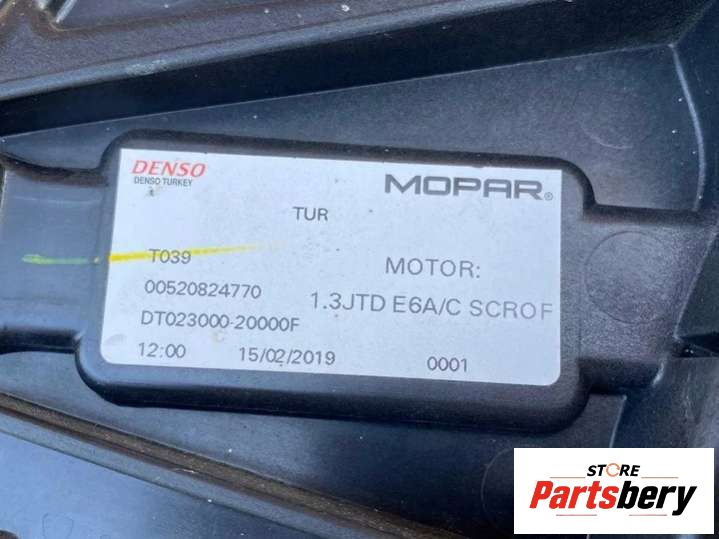 DENSO
DENSO TURKEY
MOPAR®
TUR
T039
MOTOR:
00520824770
1.3JTD E6A/C SCROF
DT023000-20000F
12:00 15/02/2019 0001
STORE
Partsbery